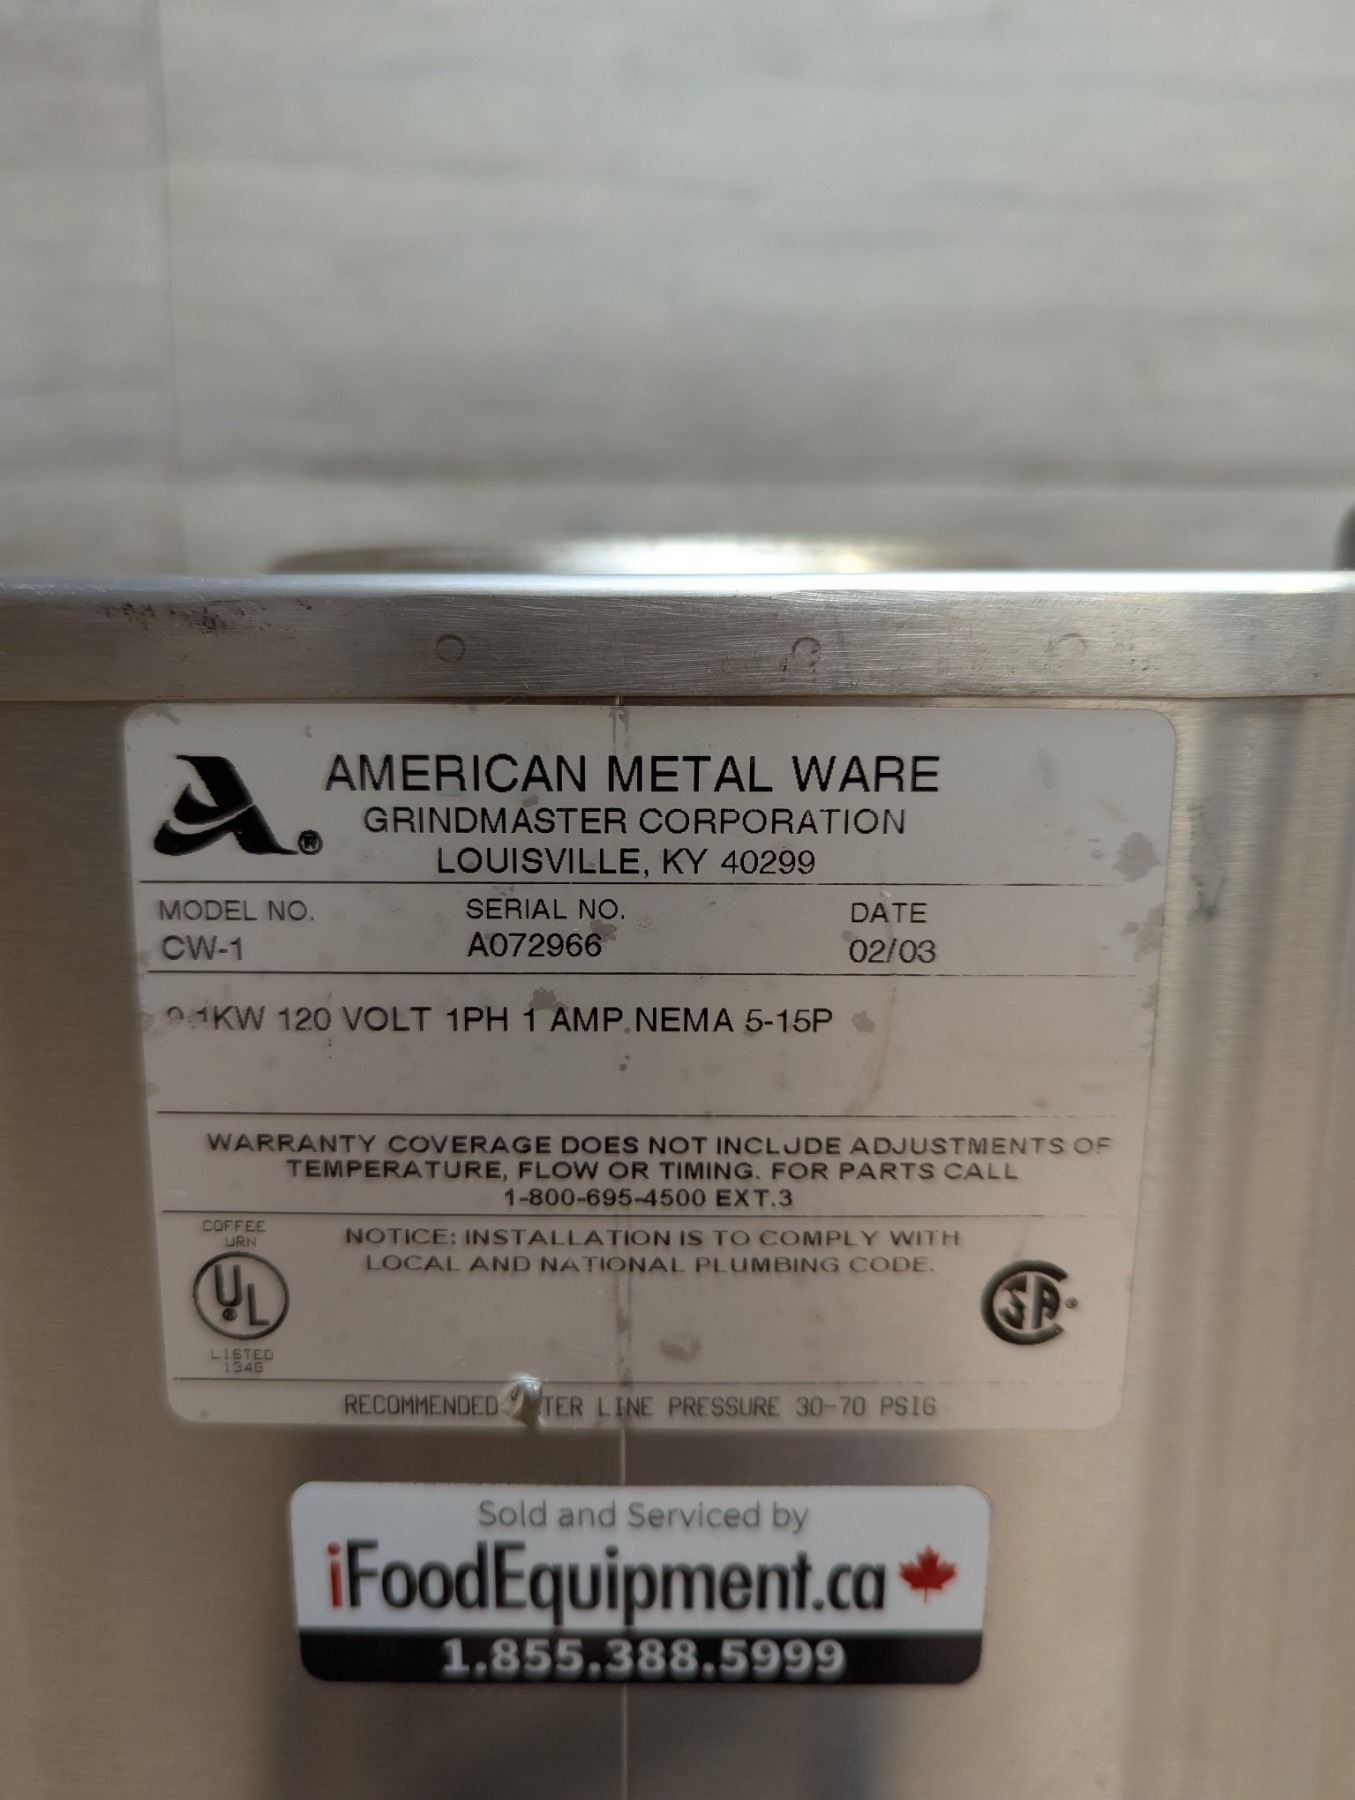 AMERICAN METAL WARE
GRINDMASTER CORPORATION
LOUISVILLE, KY 40299
MODEL NO. SERIAL NO. DATE
CW-1 A072966 02/03
120 VOLT 1PH 1 AMP NEMA 5-15P
WARRANTY COVERAGE DOES NOT INCLUDE ADJUSTMENTS OF
TEMPERATURE, FLOW OR TIMING. FOR PARTS CALL
1-800-695-4500 EXT.3
COFFEE
URN
NOTICE: INSTALLATION IS TO COMPLY WITH
LOCAL AND NATIONAL PLUMBING CODE.
UL ®
LISTED
134G
SA ®
RECOMMENDED LINE PRESSURE 30-70 PSIG
Sold and Serviced by
iFoodEquipment.ca
1.855.388.5999